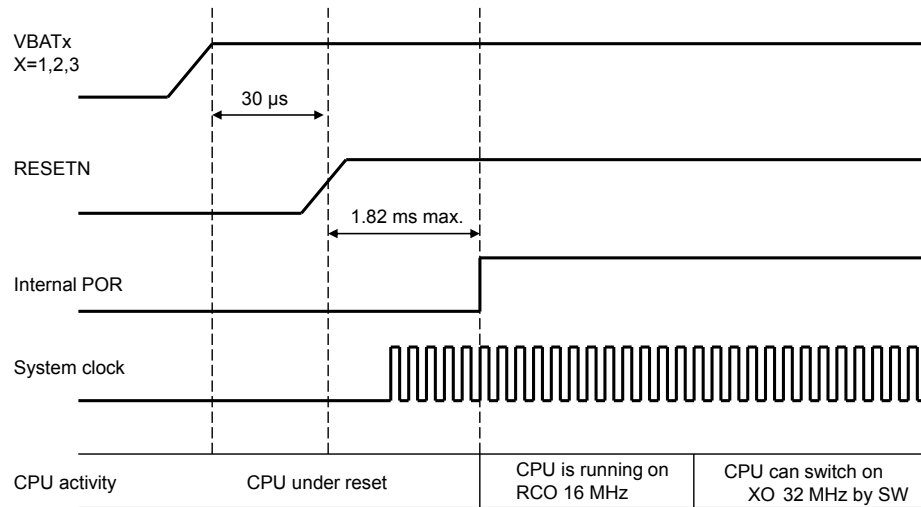 VBATx
X=1,2,3
30 µs
RESETN
1.82 ms max.
Internal POR
System clock
CPU activity
CPU under reset
CPU is running on
RCO 16 MHz
CPU can switch on
XO 32 MHz by SW